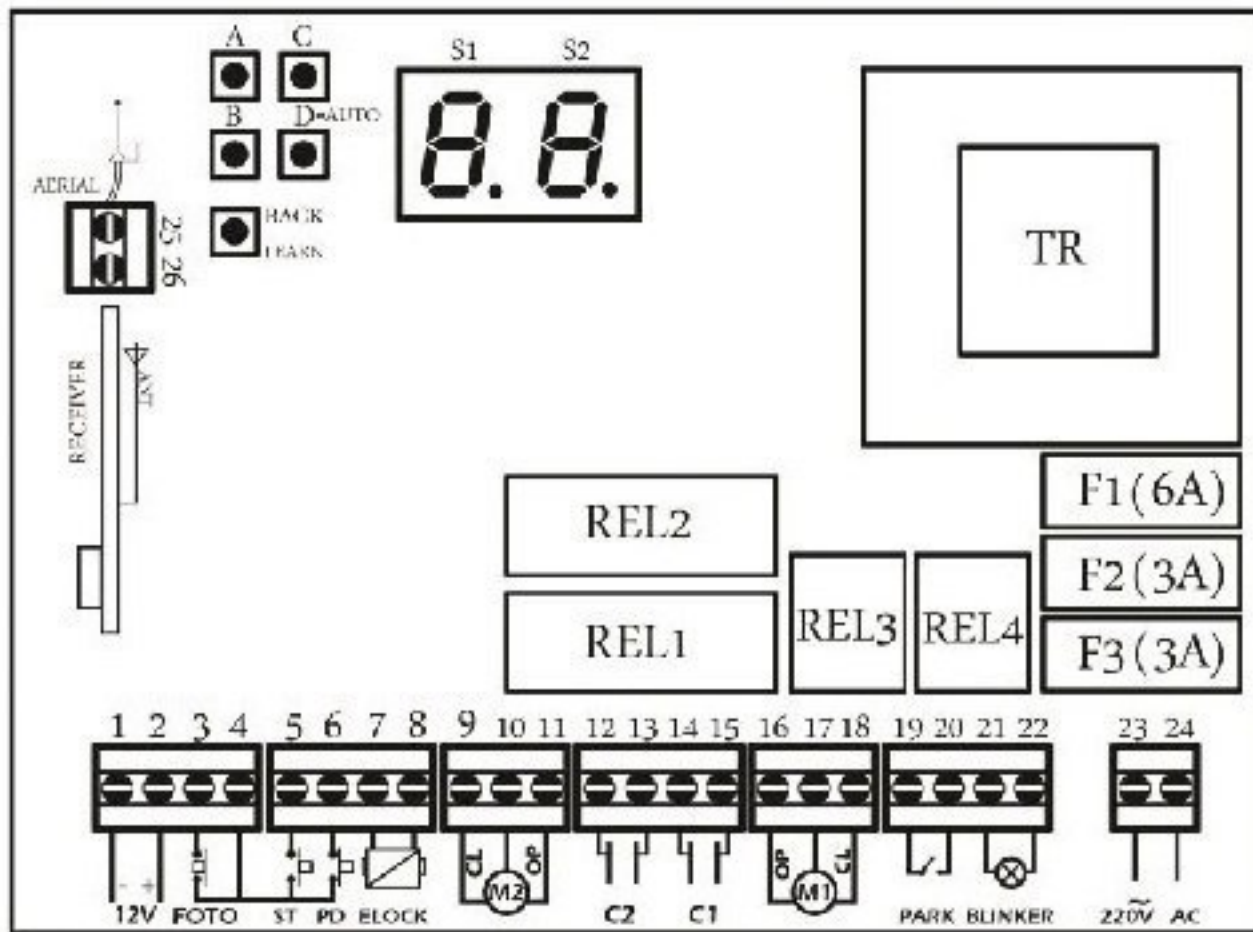 A C
S1 S2
B D=AUTO
AERIAL
BACK
LEARN
25 26
TR
RECEIVER
ANT
F1(6A)
REL2
F2(3A)
REL1
REL3
REL4
F3(3A)
1 2 3 4 5 6 7 8 9 10 11 12 13 14 15 16 17 18 19 20 21 22 23 24
CL M2 OP
OP M1 CL
- +
~
12V FOTO ST PD ELOCK C2 C1 PARK BLINKER 220V AC